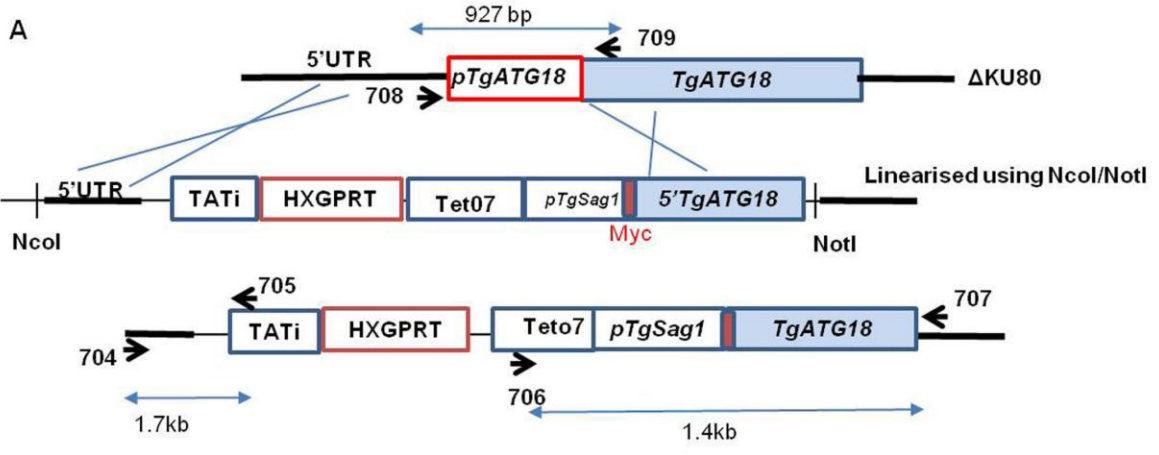 A
927 bp
709
5'UTR
pTgATG18
TgATG18
ΔKU80
708
5'UTR
TATi
HXGPRT
Tet07
pTgSag1
5'TgATG18
Linearised using NcoI/NotI
NcoI
Myc
NotI
705
707
TATi
HXGPRT
Teto7
pTgSag1
TgATG18
704
706
1.7kb
1.4kb